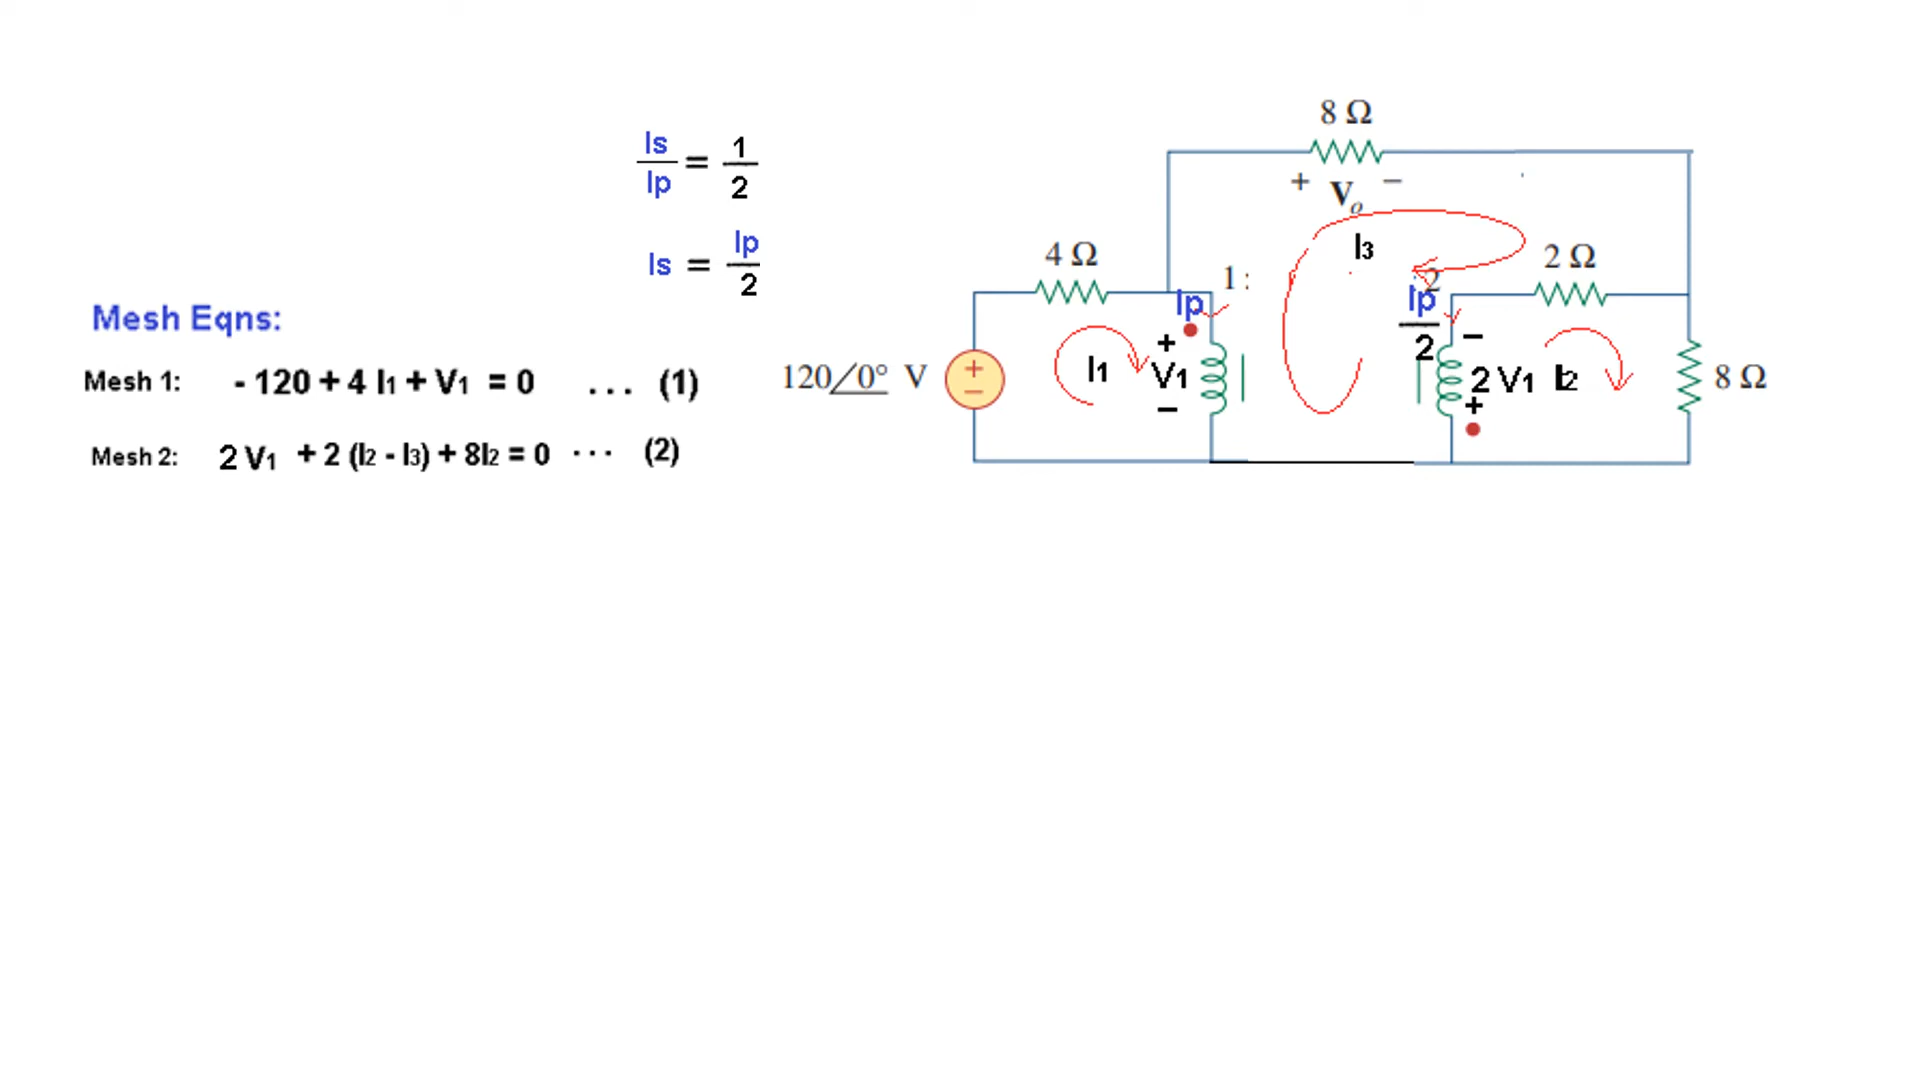 Is/Ip = 1/2
Is = Ip/2
Mesh Eqns:
Mesh 1: - 120 + 4 I1 + V1 = 0 ... (1)
Mesh 2: 2 V1 + 2 (I2 - I3) + 8I2 = 0 ... (2)
8 Ω
+ Vo −
I3
4 Ω
1 : 2
2 Ω
Ip
Ip/2
+ −
120/0° V
+ −
I1
V1
2 V1
I2
8 Ω
− +